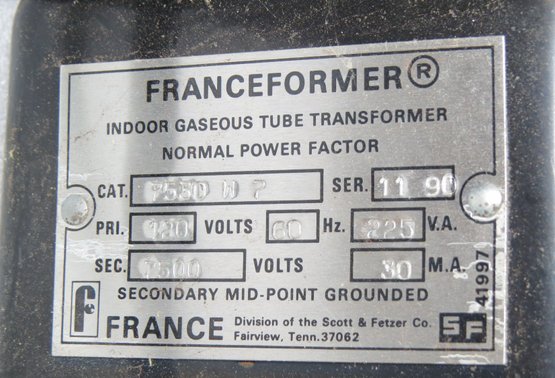 FRANCEFORMER®
INDOOR GASEOUS TUBE TRANSFORMER
NORMAL POWER FACTOR
CAT. 7530 W P SER. 11 90
PRI. 120 VOLTS 60 Hz. 225 V.A.
SEC. 7500 VOLTS 30 M.A.
SECONDARY MID-POINT GROUNDED
41997
f FRANCE Division of the Scott & Fetzer Co. SF
Fairview, Tenn.37062